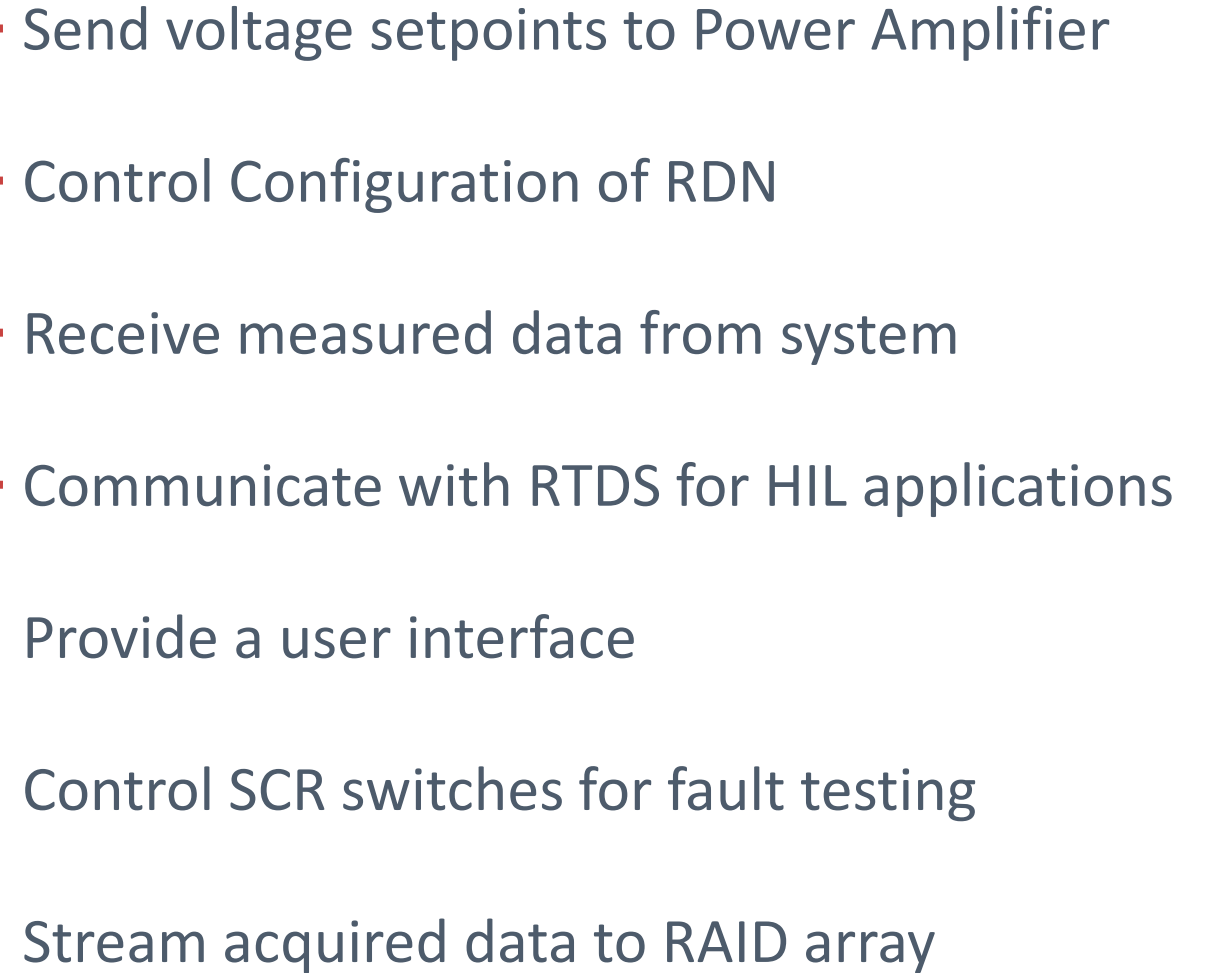 Send voltage setpoints to Power Amplifier
Control Configuration of RDN
Receive measured data from system
Communicate with RTDS for HIL applications
Provide a user interface
Control SCR switches for fault testing
Stream acquired data to RAID array